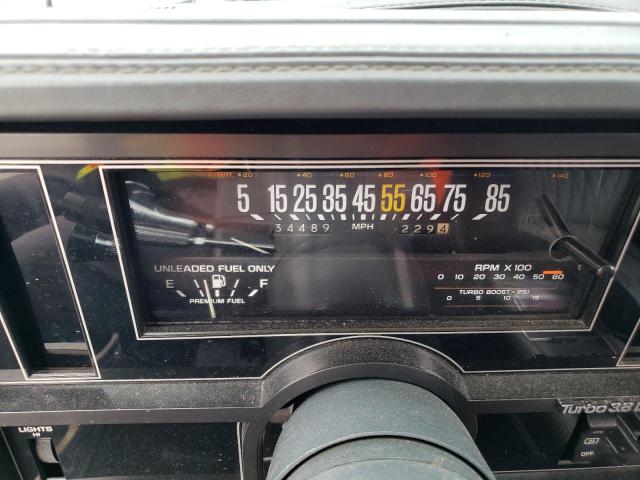 km/h 20 40 60 80 100 120 140
5 15 25 35 45 55 65 75 85
34489 MPH 2294
UNLEADED FUEL ONLY
E F
PREMIUM FUEL
RPM X 100
0 10 20 30 40 50 60
TURBO BOOST - PSI
0 5 10 15
Turbo 3.8
LIGHTS
HI
OFF